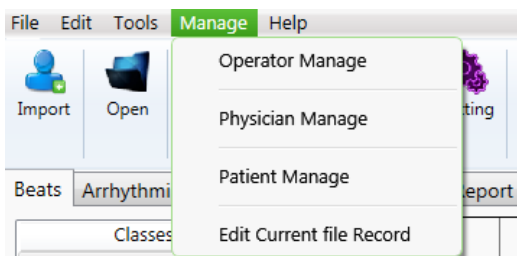 File Edit Tools Manage Help
Operator Manage
Import Open
Physician Manage
Patient Manage
Beats
Classes
Edit Current file Record